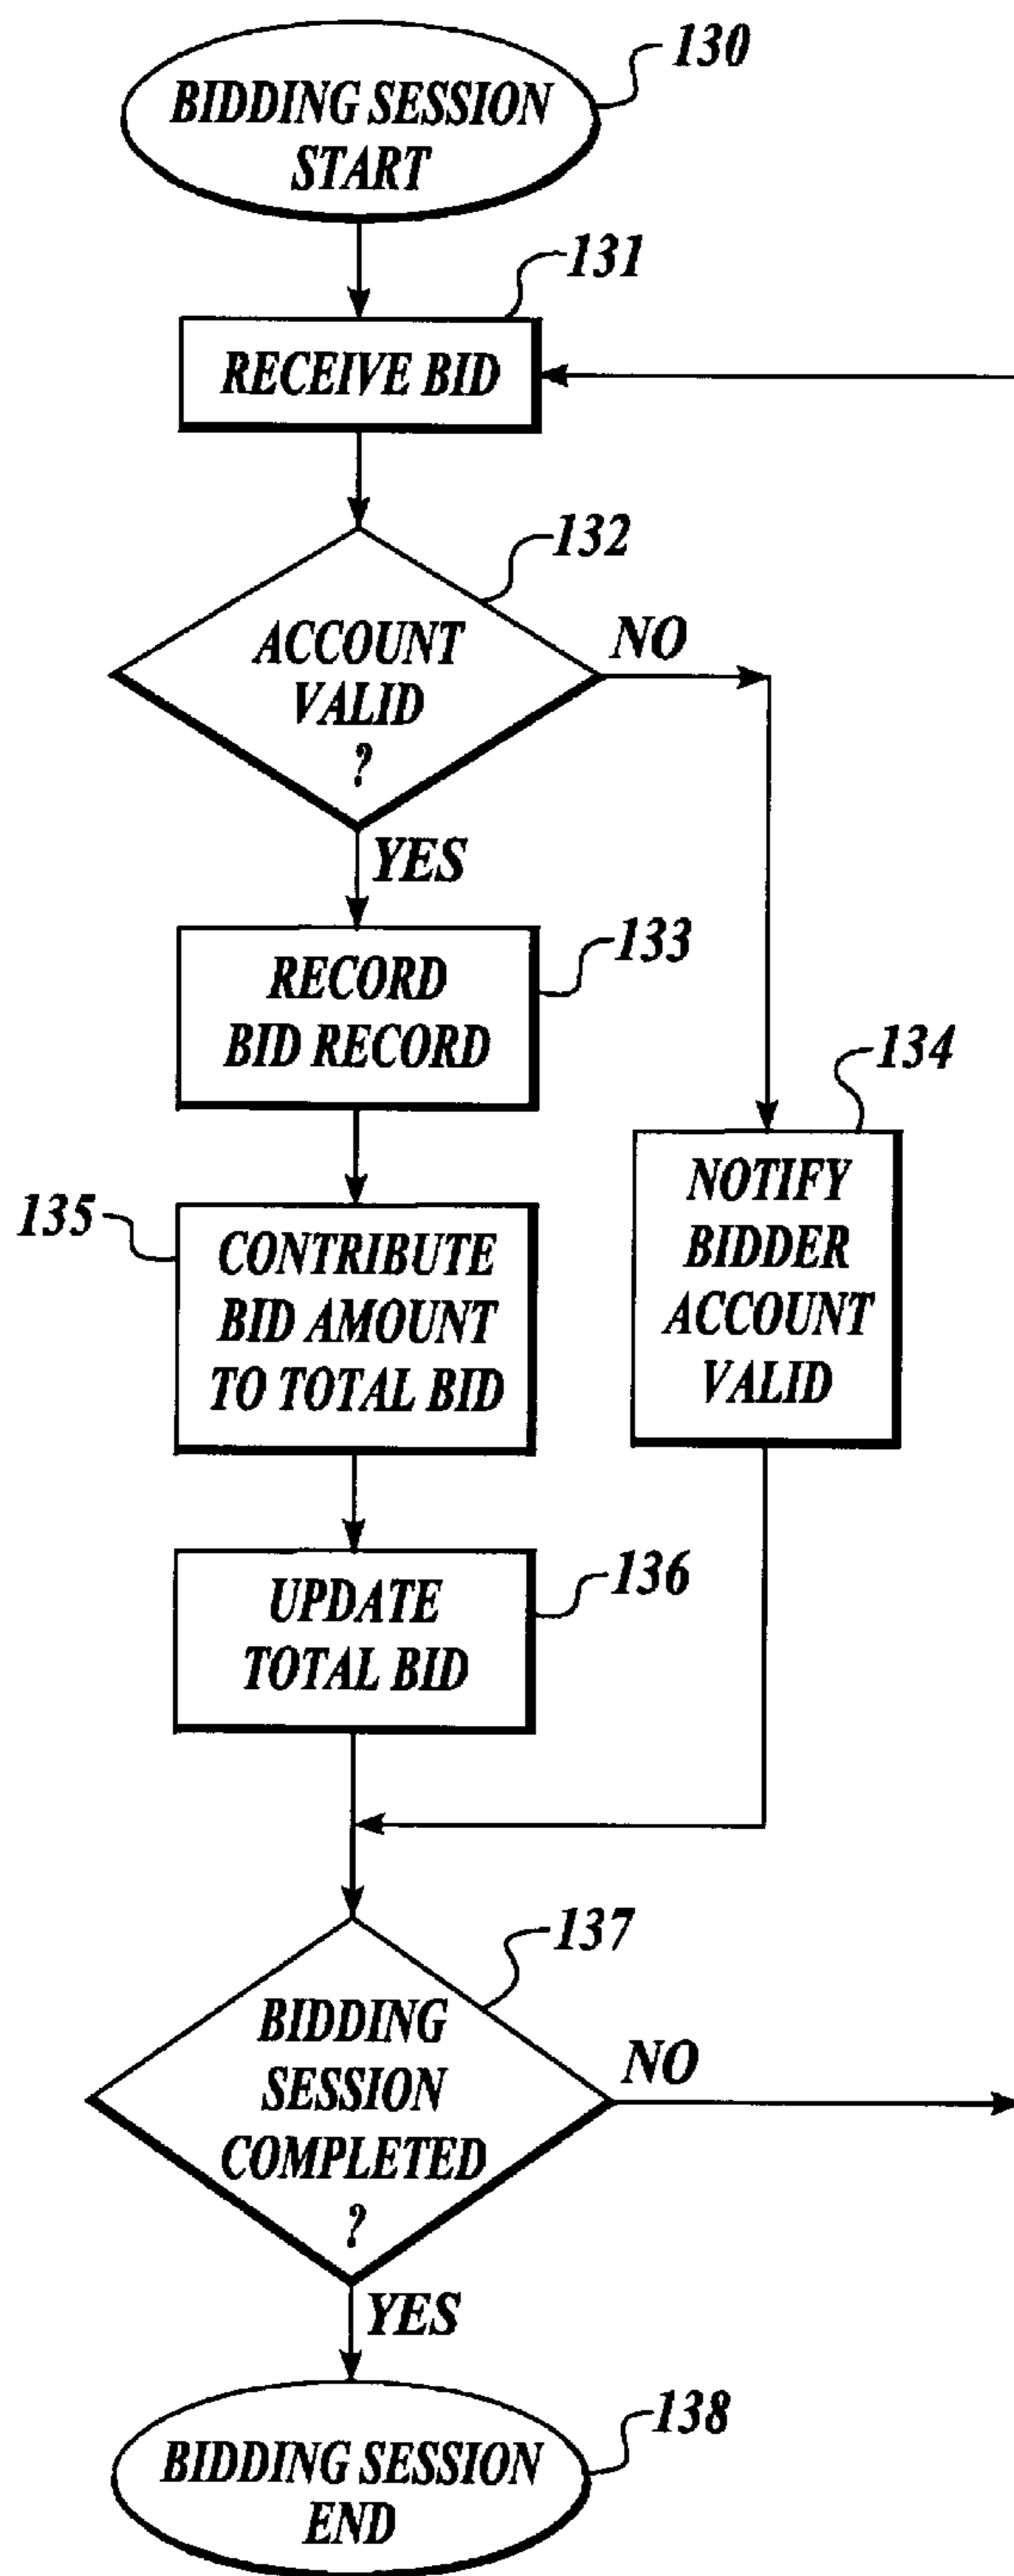 130
BIDDING SESSION
START
131
RECEIVE BID
132
ACCOUNT
VALID
?
NO
YES
133
RECORD
BID RECORD
134
NOTIFY
BIDDER
ACCOUNT
VALID
135
CONTRIBUTE
BID AMOUNT
TO TOTAL BID
136
UPDATE
TOTAL BID
137
BIDDING
SESSION
COMPLETED
?
NO
YES
138
BIDDING SESSION
END